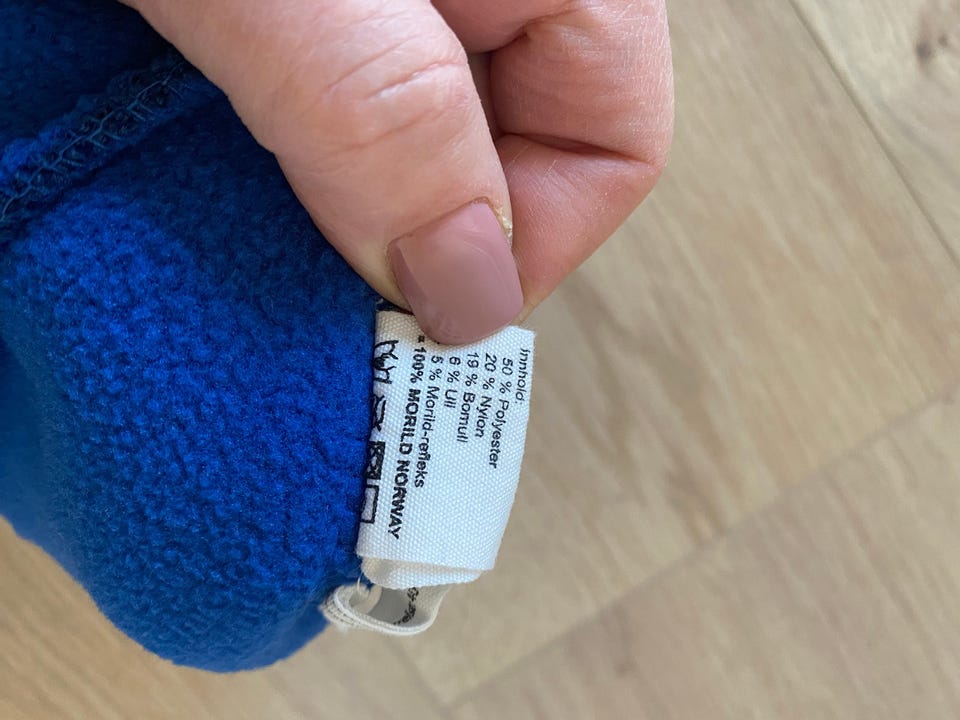 Innhold:
50 % Polyester
20 % Nylon
19 % Bomull
6 % Ull
5 % Morild-refleks
= 100% MORILD NORWAY